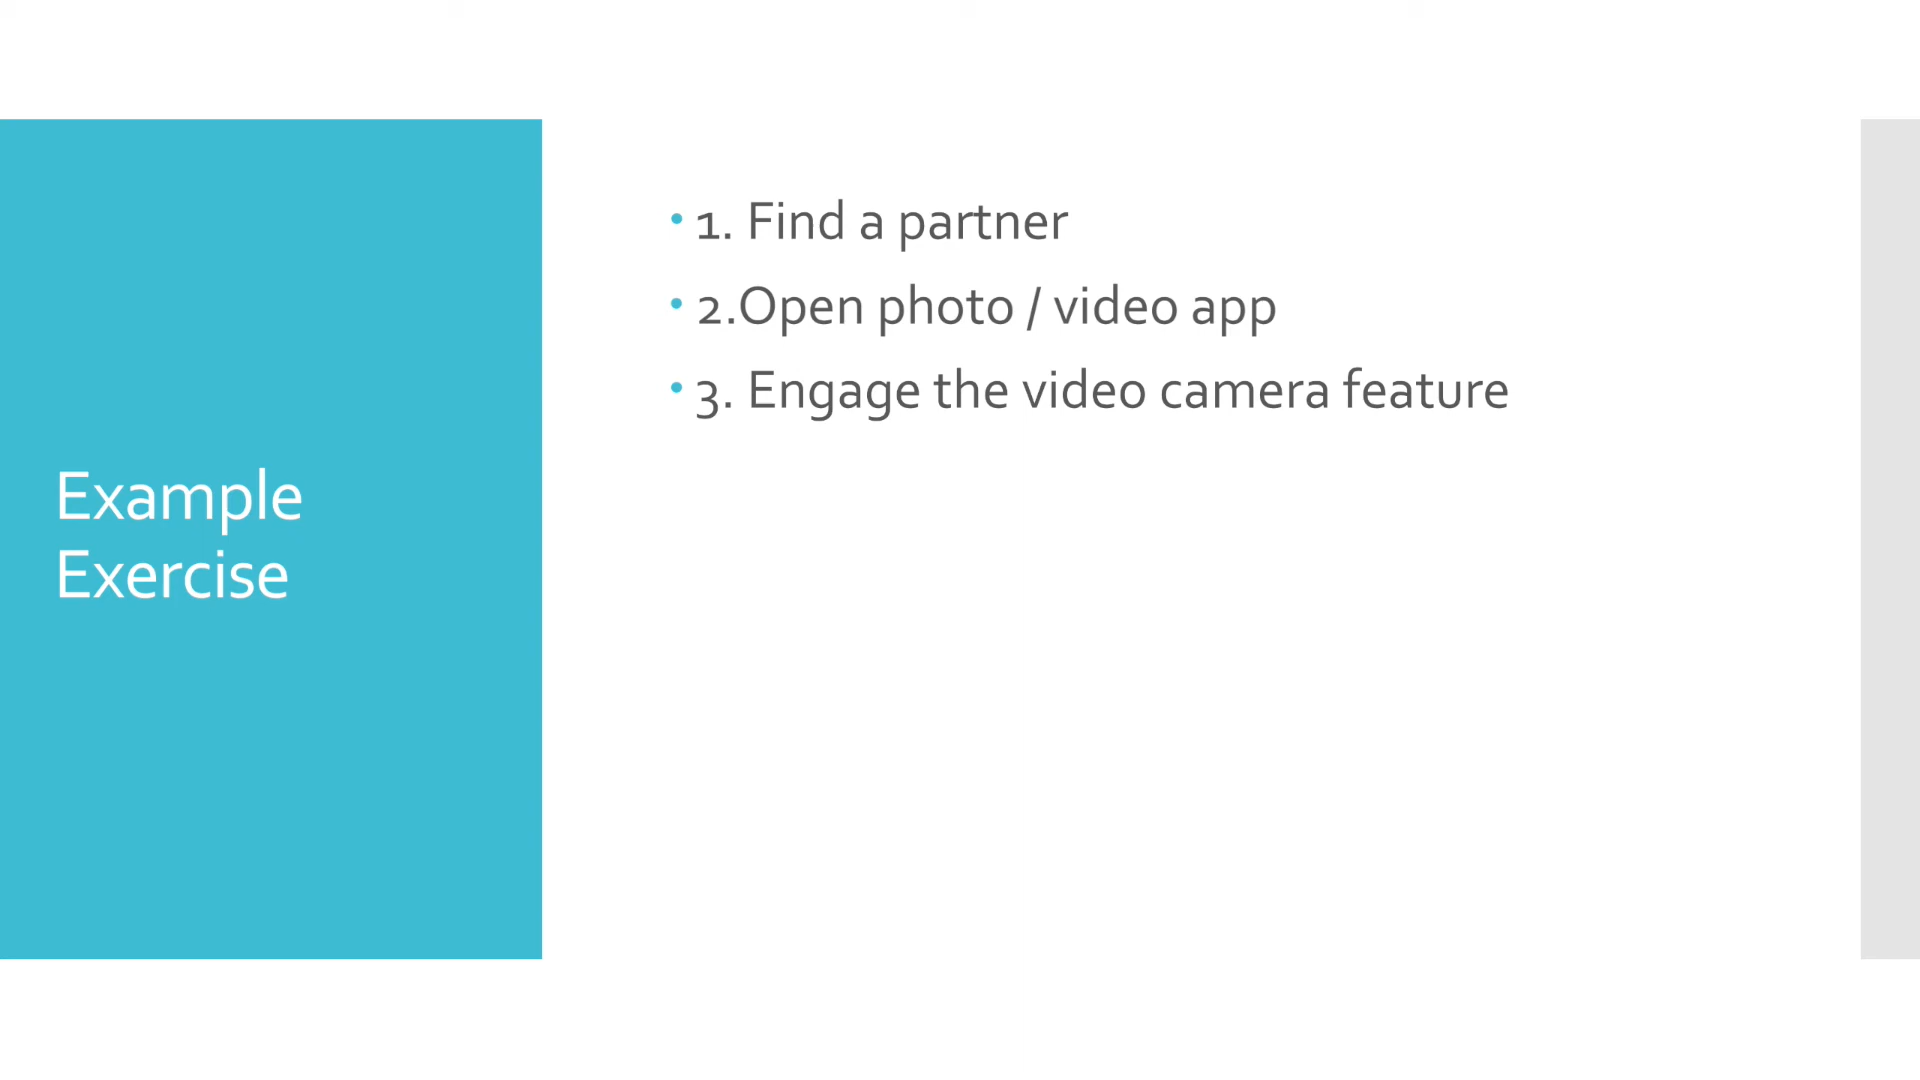 Example
Exercise
• 1. Find a partner
• 2.Open photo / video app
• 3. Engage the video camera feature